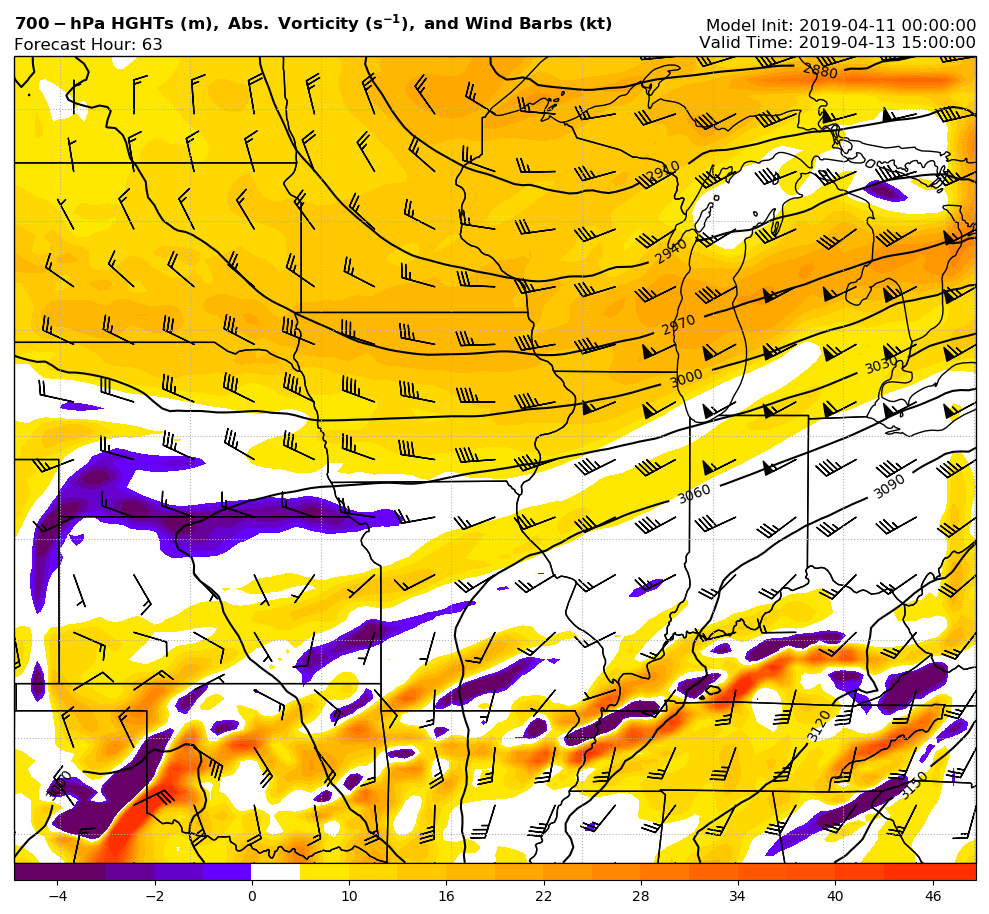 700-hPa HGHTs (m), Abs. Vorticity (s⁻¹), and Wind Barbs (kt)
Model Init: 2019-04-11 00:00:00
Forecast Hour: 63
Valid Time: 2019-04-13 15:00:00
2880
2910
2940
2970
3000
3030
3060
3090
3120
3150
−4 −2 0 10 16 22 28 34 40 46